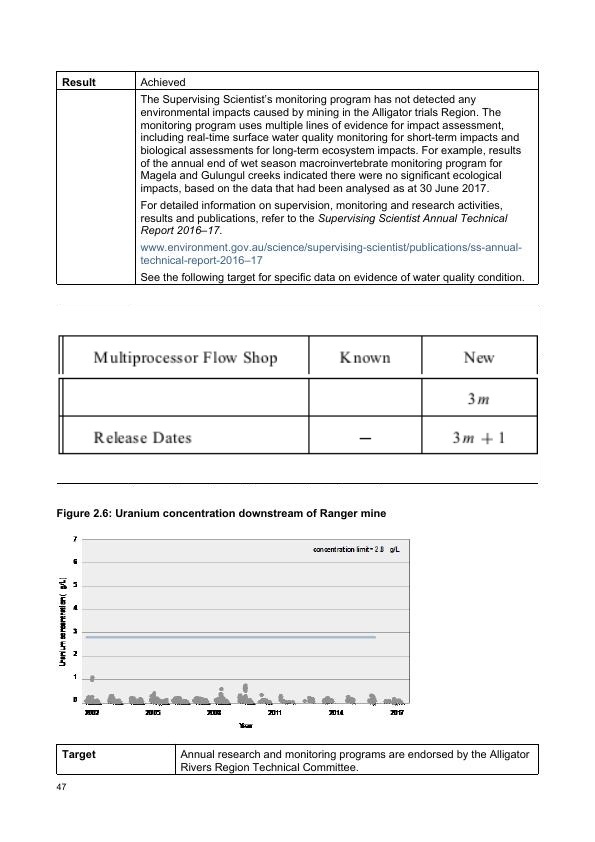 Result Achieved
The Supervising Scientist's monitoring program has not detected any
environmental impacts caused by mining in the Alligator trials Region. The
monitoring program uses multiple lines of evidence for impact assessment,
including real-time surface water quality monitoring for short-term impacts and
biological assessments for long-term ecosystem impacts. For example, results
of the annual end of wet season macroinvertebrate monitoring program for
Magela and Gulungul creeks indicated there were no significant ecological
impacts, based on the data that had been analysed as at 30 June 2017.
For detailed information on supervision, monitoring and research activities,
results and publications, refer to the Supervising Scientist Annual Technical
Report 2016–17.
www.environment.gov.au/science/supervising-scientist/publications/ss-annual-
technical-report-2016–17
See the following target for specific data on evidence of water quality condition.
Multiprocessor Flow Shop Known New
3m
Release Dates – 3m + 1
Figure 2.6: Uranium concentration downstream of Ranger mine
concentration limit= 2.8 g/L
Uranium concentration ( g/L)
7
6
5
4
3
2
1
0
2002 2005 2008 2011 2014 2017
Year
Target Annual research and monitoring programs are endorsed by the Alligator
Rivers Region Technical Committee.
47